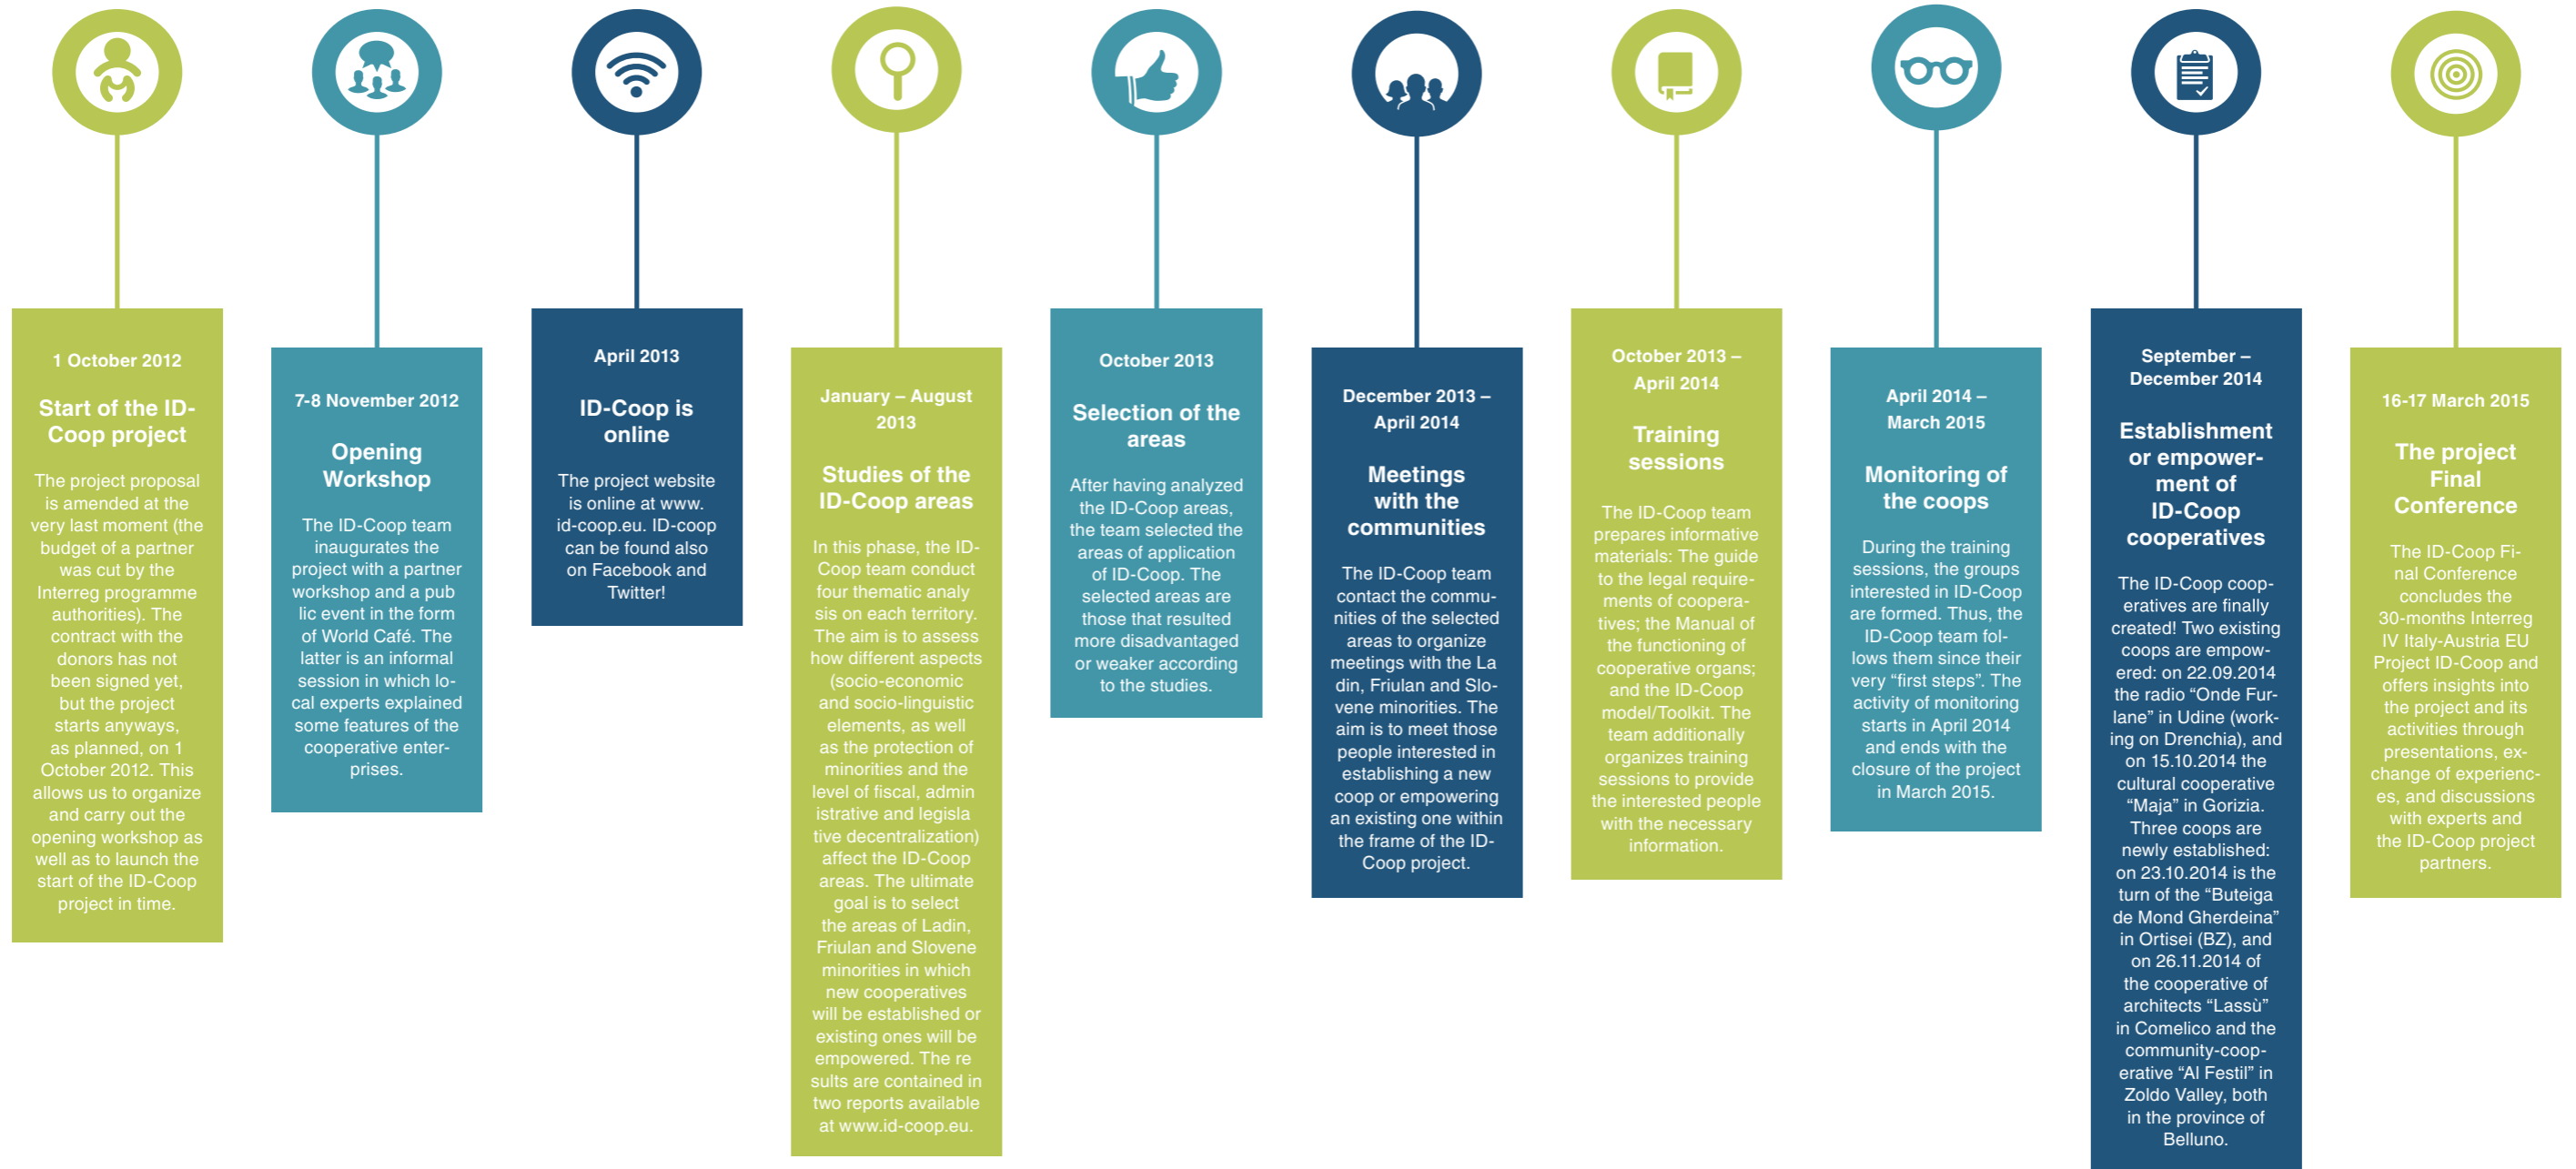 1 October 2012
Start of the ID-
Coop project
The project proposal
is amended at the
very last moment (the
budget of a partner
was cut by the
Interreg programme
authorities). The
contract with the
donors has not
been signed yet,
but the project
starts anyways,
as planned, on 1
October 2012. This
allows us to organize
and carry out the
opening workshop as
well as to launch the
start of the ID-Coop
project in time.
7-8 November 2012
Opening
Workshop
The ID-Coop team
inaugurates the
project with a partner
workshop and a pub
lic event in the form
of World Café. The
latter is an informal
session in which lo-
cal experts explained
some features of the
cooperative enter-
prises.
April 2013
ID-Coop is
online
The project website
is online at www.
id-coop.eu. ID-coop
can be found also
on Facebook and
Twitter!
January – August
2013
Studies of the
ID-Coop areas
In this phase, the ID-
Coop team conduct
four thematic analy
sis on each territory.
The aim is to assess
how different aspects
(socio-economic
and socio-linguistic
elements, as well
as the protection of
minorities and the
level of fiscal, admin
istrative and legisla
tive decentralization)
affect the ID-Coop
areas. The ultimate
goal is to select
the areas of Ladin,
Friulan and Slovene
minorities in which
new cooperatives
will be established or
existing ones will be
empowered. The re
sults are contained in
two reports available
at www.id-coop.eu.
October 2013
Selection of the
areas
After having analyzed
the ID-Coop areas,
the team selected the
areas of application
of ID-Coop. The
selected areas are
those that resulted
more disadvantaged
or weaker according
to the studies.
December 2013 –
April 2014
Meetings
with the
communities
The ID-Coop team
contact the commu-
nities of the selected
areas to organize
meetings with the La
din, Friulan and Slo-
vene minorities. The
aim is to meet those
people interested in
establishing a new
coop or empowering
an existing one within
the frame of the ID-
Coop project.
October 2013 –
April 2014
Training
sessions
The ID-Coop team
prepares informative
materials: The guide
to the legal require-
ments of coopera-
tives; the Manual of
the functioning of
cooperative organs;
and the ID-Coop
model/Toolkit. The
team additionally
organizes training
sessions to provide
the interested people
with the necessary
information.
April 2014 –
March 2015
Monitoring of
the coops
During the training
sessions, the groups
interested in ID-Coop
are formed. Thus, the
ID-Coop team fol-
lows them since their
very “first steps”. The
activity of monitoring
starts in April 2014
and ends with the
closure of the project
in March 2015.
September –
December 2014
Establishment
or empower-
ment of
ID-Coop
cooperatives
The ID-Coop coop-
eratives are finally
created! Two existing
coops are empow-
ered: on 22.09.2014
the radio “Onde Fur-
lane” in Udine (work-
ing on Drenchia), and
on 15.10.2014 the
cultural cooperative
“Maja” in Gorizia.
Three coops are
newly established:
on 23.10.2014 is the
turn of the “Buteiga
de Mond Gherdeina”
in Ortisei (BZ), and
on 26.11.2014 of
the cooperative of
architects “Lassù”
in Comelico and the
community-coop-
erative “Al Festil” in
Zoldo Valley, both
in the province of
Belluno.
16-17 March 2015
The project
Final
Conference
The ID-Coop Fi-
nal Conference
concludes the
30-months Interreg
IV Italy-Austria EU
Project ID-Coop and
offers insights into
the project and its
activities through
presentations, ex-
change of experienc-
es, and discussions
with experts and
the ID-Coop project
partners.